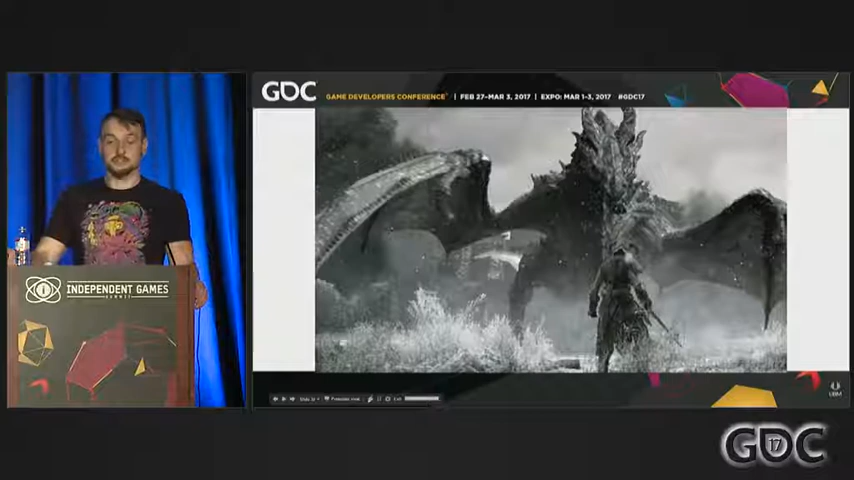 GDC
GAME DEVELOPERS CONFERENCE | FEB 27–MAR 3, 2017 | EXPO: MAR 1–3, 2017 #GDC17
INDEPENDENT GAMES
SUMMIT
UBM
GDC
17